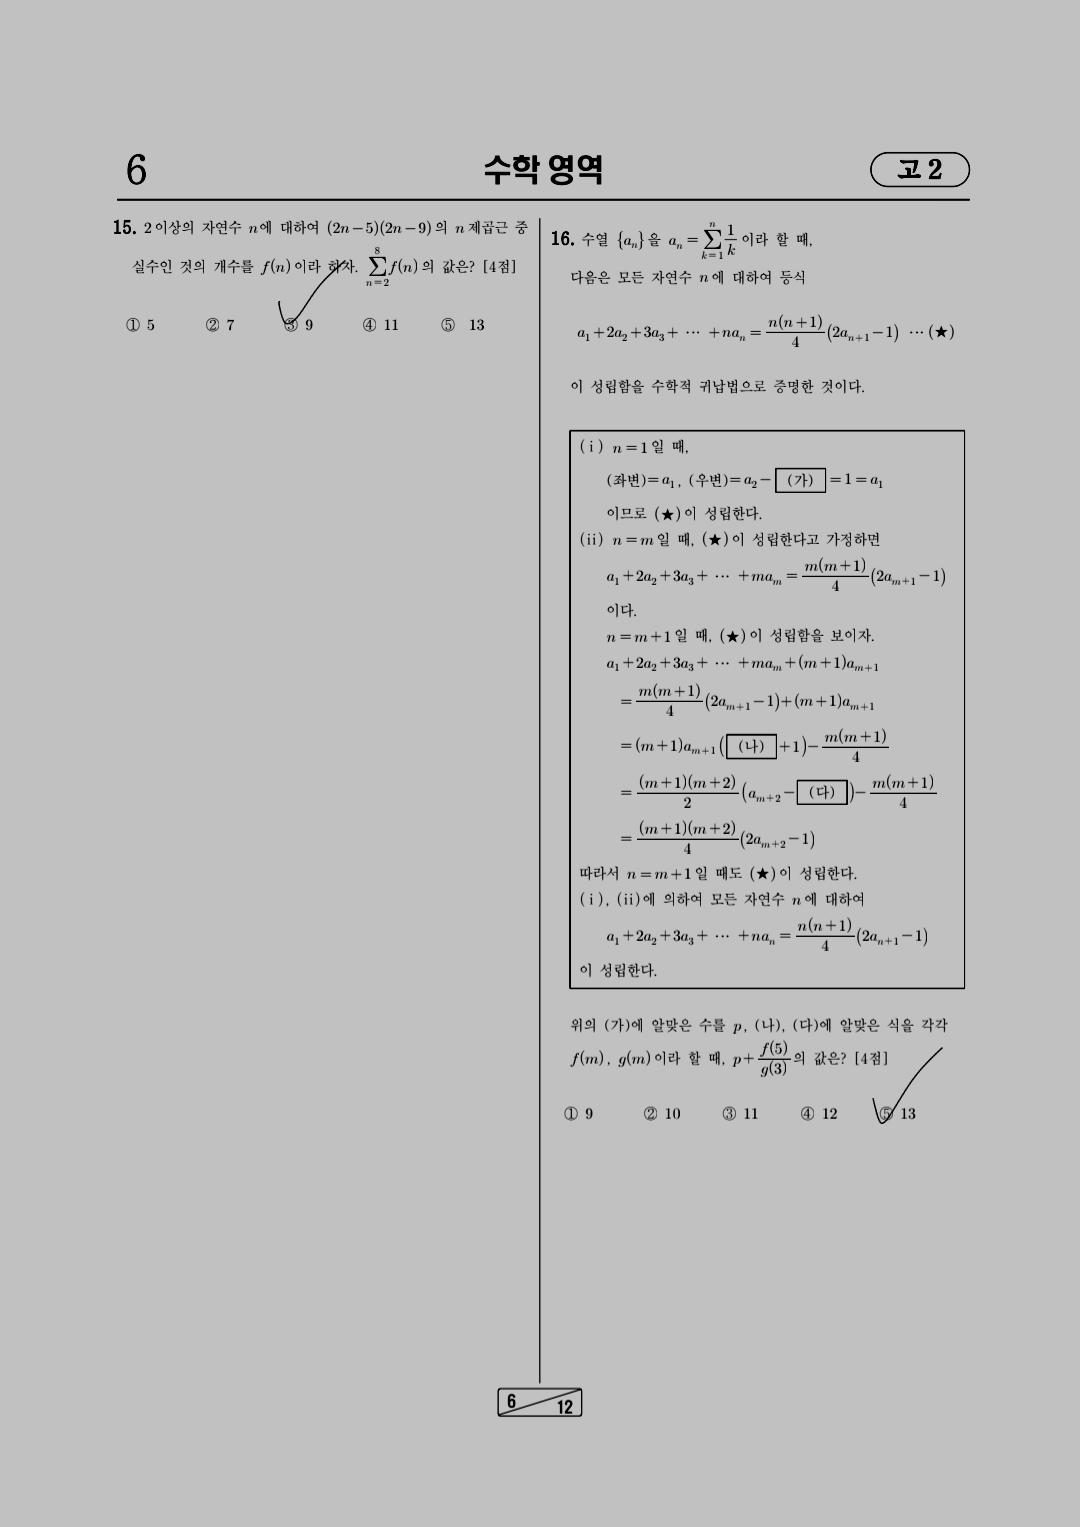 6
수학 영역
고 2
15. 2 이상의 자연수 n에 대하여 (2n-5)(2n-9)의 n제곱근 중
실수인 것의 개수를 f(n)이라 하자. \sum_{n=2}^{8} f(n)의 값은? [4점]
① 5 ② 7 ③ 9 ④ 11 ⑤ 13
16. 수열 {a_n}을 a_n = \sum_{k=1}^{n} \frac{1}{k} 이라 할 때,
다음은 모든 자연수 n에 대하여 등식
a_1+2a_2+3a_3+ ⋯ +na_n = \frac{n(n+1)}{4}(2a_{n+1}-1) ⋯ (★)
이 성립함을 수학적 귀납법으로 증명한 것이다.
(i) n=1일 때,
(좌변)=a_1, (우변)=a_2- (가) =1=a_1
이므로 (★)이 성립한다.
(ii) n=m일 때, (★)이 성립한다고 가정하면
a_1+2a_2+3a_3+ ⋯ +ma_m = \frac{m(m+1)}{4}(2a_{m+1}-1)
이다.
n=m+1일 때, (★)이 성립함을 보이자.
a_1+2a_2+3a_3+ ⋯ +ma_m+(m+1)a_{m+1}
= \frac{m(m+1)}{4}(2a_{m+1}-1)+(m+1)a_{m+1}
= (m+1)a_{m+1}( (나) +1)- \frac{m(m+1)}{4}
= \frac{(m+1)(m+2)}{2}(a_{m+2}- (다) )- \frac{m(m+1)}{4}
= \frac{(m+1)(m+2)}{4}(2a_{m+2}-1)
따라서 n=m+1일 때도 (★)이 성립한다.
(i), (ii)에 의하여 모든 자연수 n에 대하여
a_1+2a_2+3a_3+ ⋯ +na_n = \frac{n(n+1)}{4}(2a_{n+1}-1)
이 성립한다.
위의 (가)에 알맞은 수를 p, (나), (다)에 알맞은 식을 각각
f(m), g(m)이라 할 때, p+\frac{f(5)}{g(3)}의 값은? [4점]
① 9 ② 10 ③ 11 ④ 12 ⑤ 13
6
12